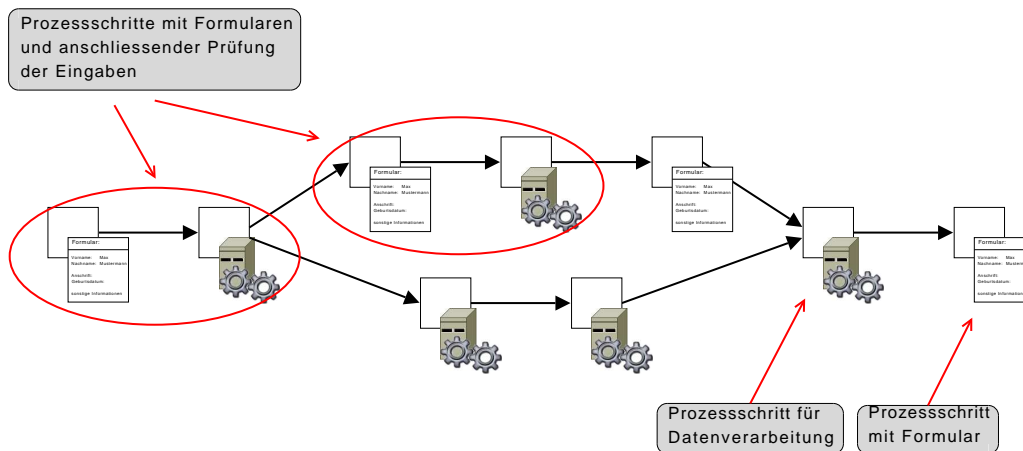 Prozessschritte mit Formularen
und anschliessender Prüfung
der Eingaben
Formular:
Vorname: Max
Nachname: Mustermann
Anschrift:
Geburtsdatum:
sonstige Informationen
Formular:
Vorname: Max
Nachname: Mustermann
Anschrift:
Geburtsdatum:
sonstige Informationen
Formular:
Vorname: Max
Nachname: Mustermann
Anschrift:
Geburtsdatum:
sonstige Informationen
Formular:
Vorname: Max
Nachname: Musterm
Anschrift:
Geburtsdatum:
sonstige Informatione
Prozessschritt für
Datenverarbeitung
Prozessschritt
mit Formular